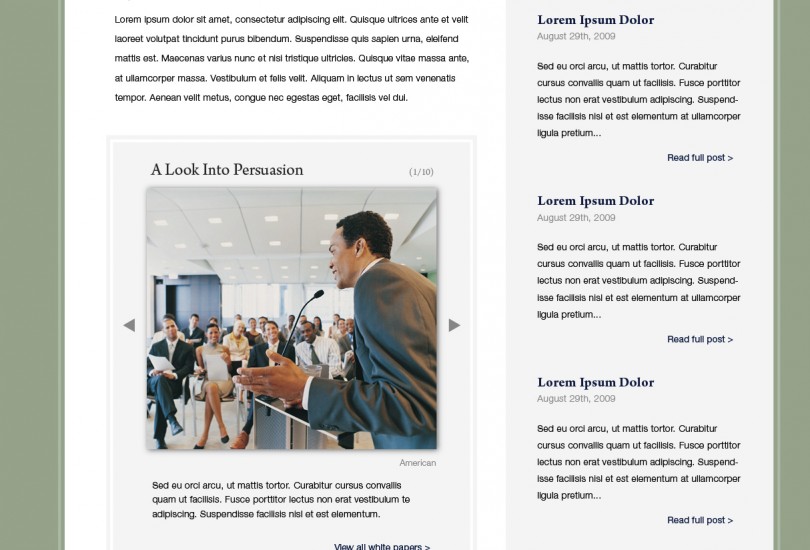 Lorem ipsum dolor sit amet, consectetur adipiscing elit. Quisque ultrices ante et velit
laoreet volutpat tincidunt purus bibendum. Suspendisse quis sapien urna, eleifend
mattis est. Maecenas varius nunc et nisi tristique ultricies. Quisque vitae massa ante,
at ullamcorper massa. Vestibulum et felis velit. Aliquam in lectus ut sem venenatis
tempor. Aenean velit metus, congue nec egestas eget, facilisis vel dui.
A Look Into Persuasion
(1/10)
American
Sed eu orci arcu, ut mattis tortor. Curabitur cursus convallis
quam ut facilisis. Fusce porttitor lectus non erat vestibulum te
adipiscing. Suspendisse facilisis nisl et est elementum.
View all white papers >
Lorem Ipsum Dolor
August 29th, 2009
Sed eu orci arcu, ut mattis tortor. Curabitur
cursus convallis quam ut facilisis. Fusce porttitor
lectus non erat vestibulum adipiscing. Suspend-
isse facilisis nisl et est elementum at ullamcorper
ligula pretium...
Read full post >
Lorem Ipsum Dolor
August 29th, 2009
Sed eu orci arcu, ut mattis tortor. Curabitur
cursus convallis quam ut facilisis. Fusce porttitor
lectus non erat vestibulum adipiscing. Suspend-
isse facilisis nisl et est elementum at ullamcorper
ligula pretium...
Read full post >
Lorem Ipsum Dolor
August 29th, 2009
Sed eu orci arcu, ut mattis tortor. Curabitur
cursus convallis quam ut facilisis. Fusce porttitor
lectus non erat vestibulum adipiscing. Suspend-
isse facilisis nisl et est elementum at ullamcorper
ligula pretium...
Read full post >